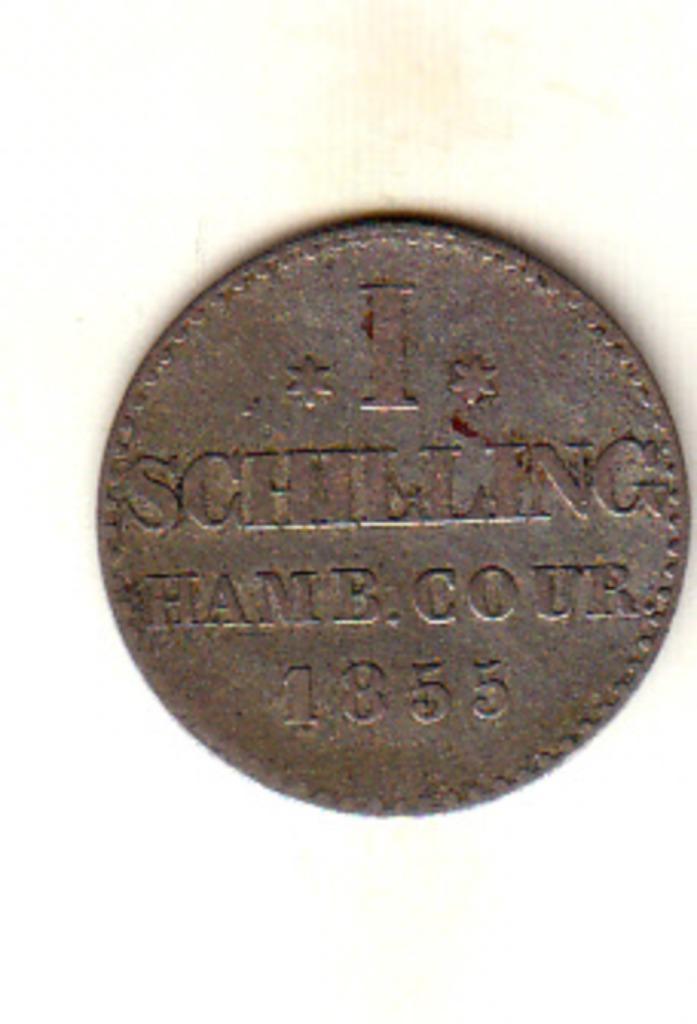 * I *
SCHILLING
HAMB. COUR.
1855